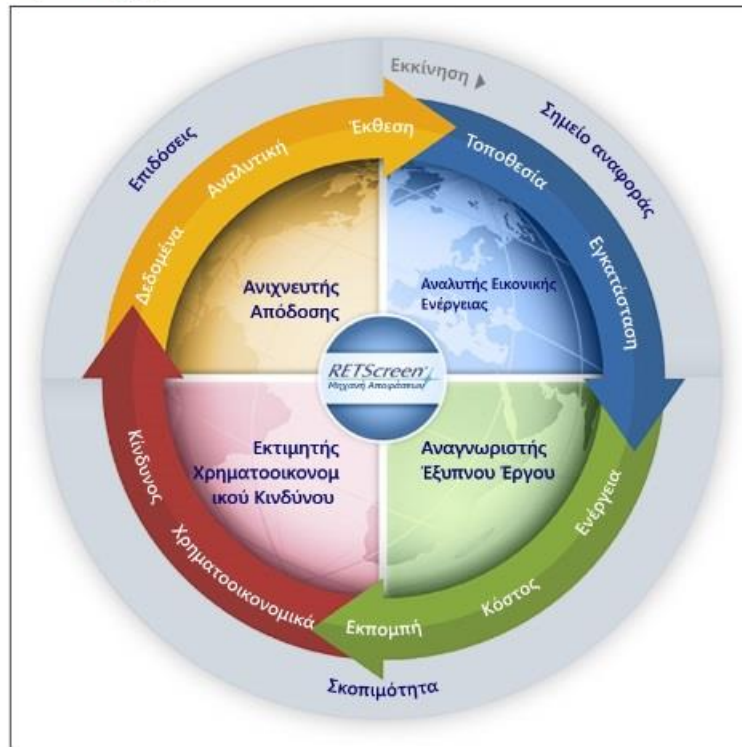 Εκκίνηση
Σημείο αναφοράς
Τοποθεσία
Εγκατάσταση
Αναλυτής Εικονικής
Ενέργειας
Ενέργεια
Κόστος
Εκπομπή
Αναγνωριστής
Έξυπνου Έργου
Σκοπιμότητα
Χρηματοοικονομικά
Κίνδυνος
Εκτιμητής
Χρηματοοικονομ
ικού Κινδύνου
Επιδόσεις
Δεδομένα
Αναλυτική
Έκθεση
Ανιχνευτής
Απόδοσης
RETScreen
Μηχανή Αποφάσεων